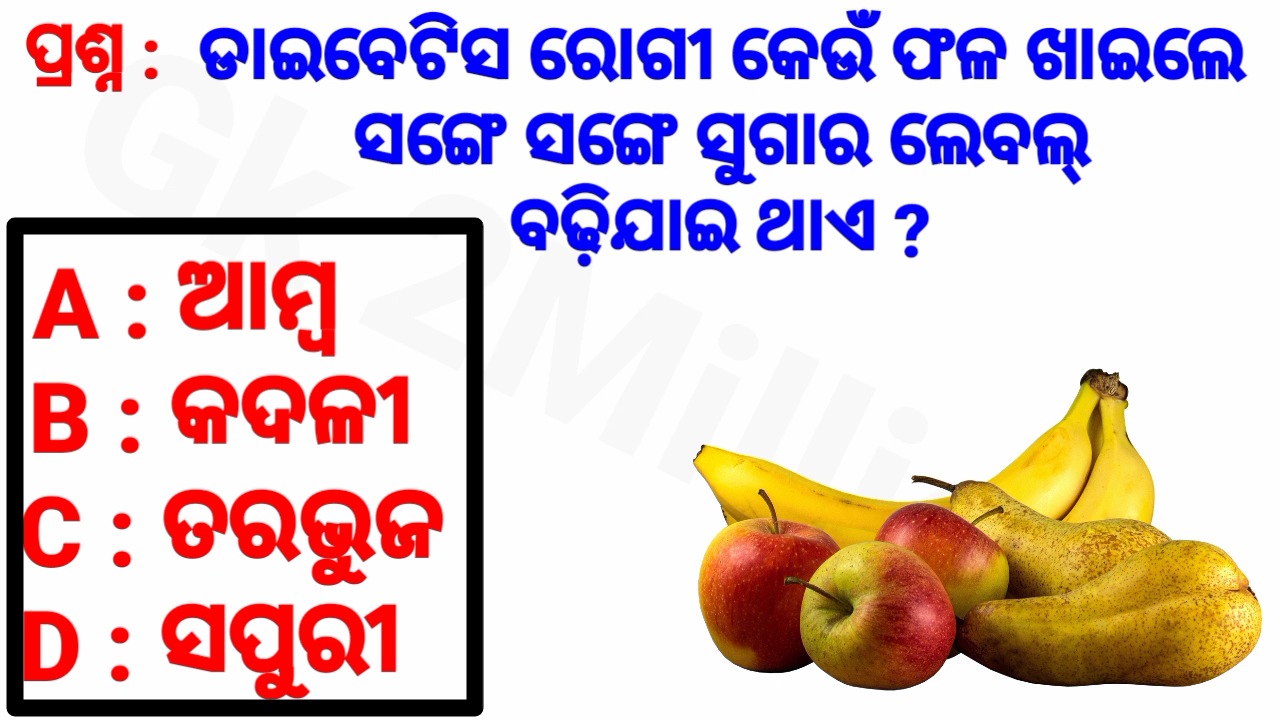 ପ୍ରଶ୍ନ : ଡାଇବେଟିସ ରୋଗୀ କେଉଁ ଫଳ ଖାଇଲେ
ସଙ୍ଗେ ସଙ୍ଗେ ସୁଗାର ଲେବଲ୍
ବଢ଼ିଯାଇ ଥାଏ ?
A : ଆମ୍ବ
B : କଦଳୀ
C : ତରଭୁଜ
D : ସପୁରୀ